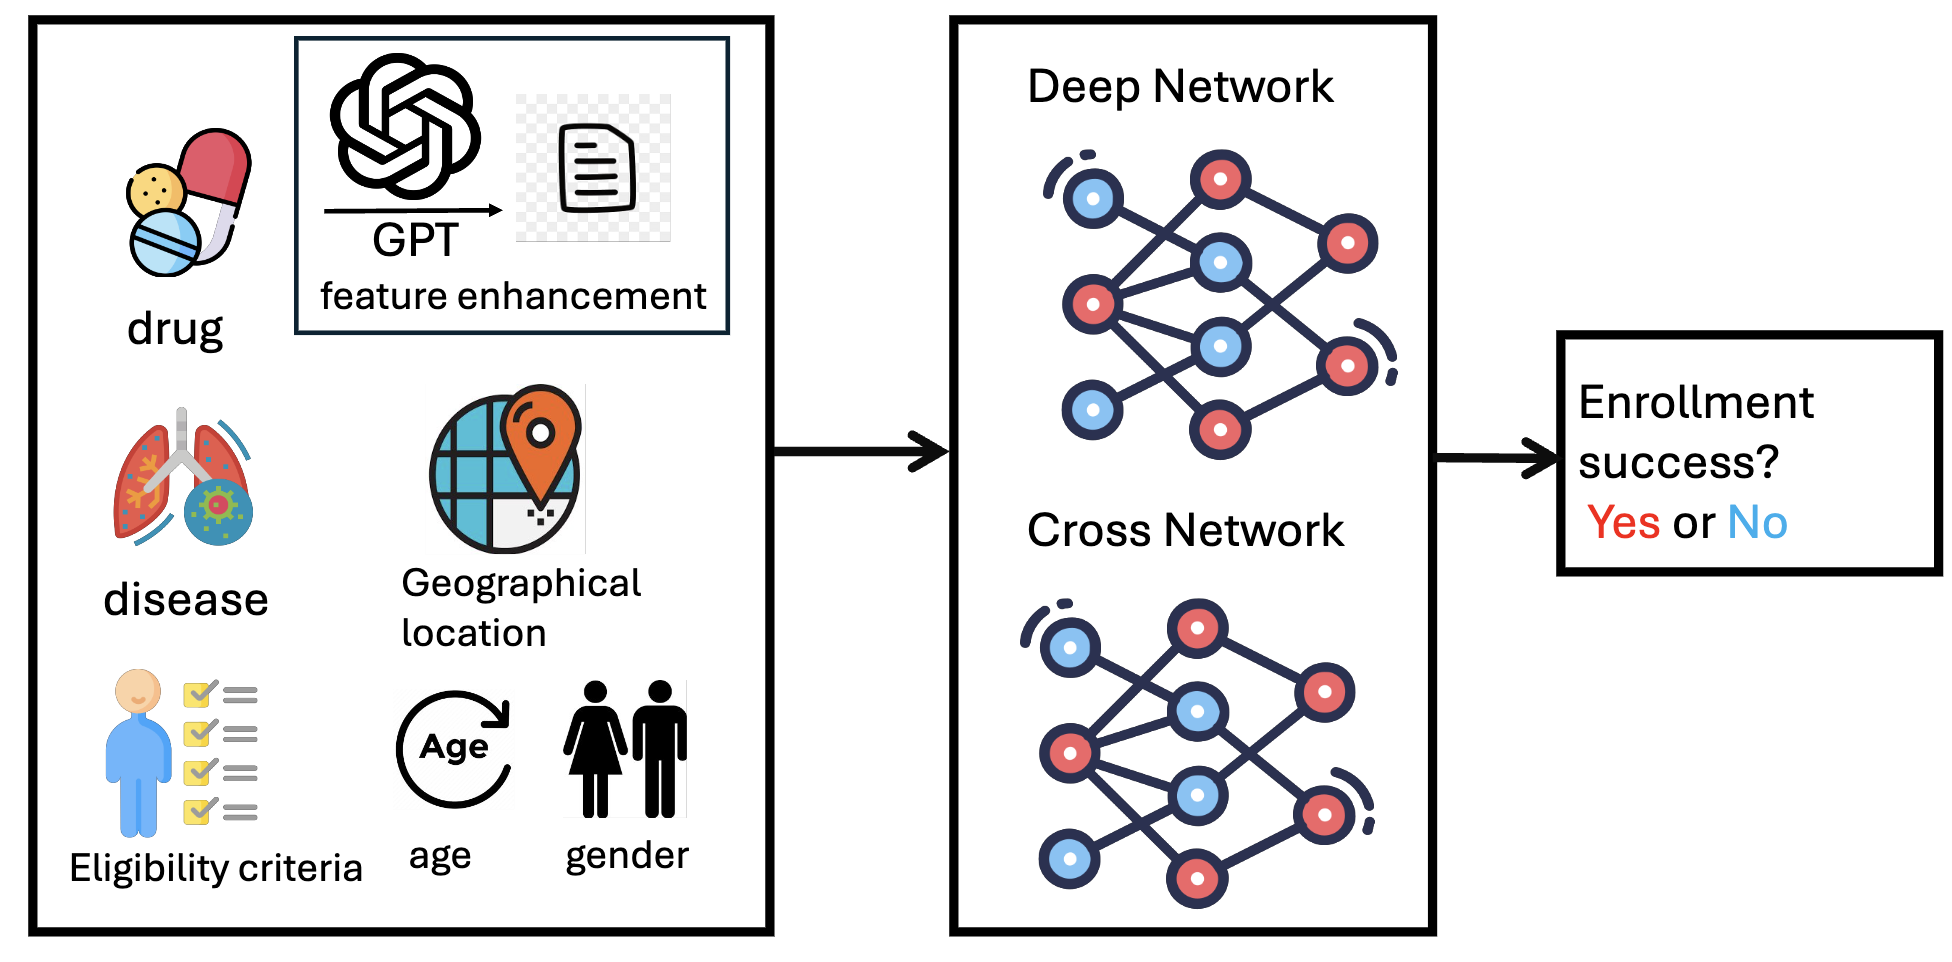 GPT
feature enhancement
drug
disease
Geographical
location
Eligibility criteria
Age
age
gender
Deep Network
Cross Network
Enrollment
success?
Yes or No